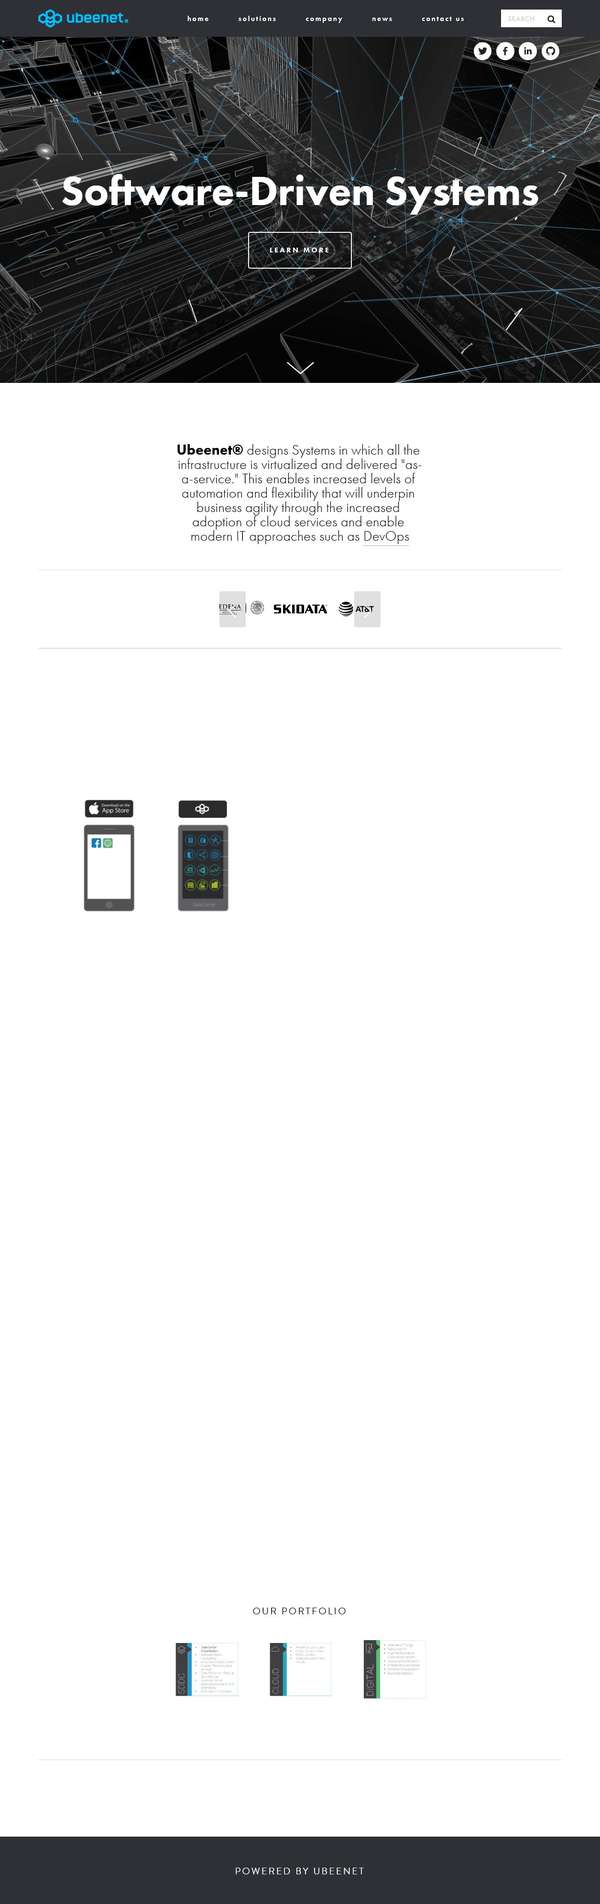 ubeenet®
home
solutions
company
news
contact us
SEARCH
Software-Driven Systems
LEARN MORE
Ubeenet® designs Systems in which all the
infrastructure is virtualized and delivered "as-
a-service." This enables increased levels of
automation and flexibility that will underpin
business agility through the increased
adoption of cloud services and enable
modern IT approaches such as DevOps
SKIDATA
AT&T
Download on the
App Store
OUR PORTFOLIO
SDDC
CLOUD
DIGITAL
POWERED BY UBEENET